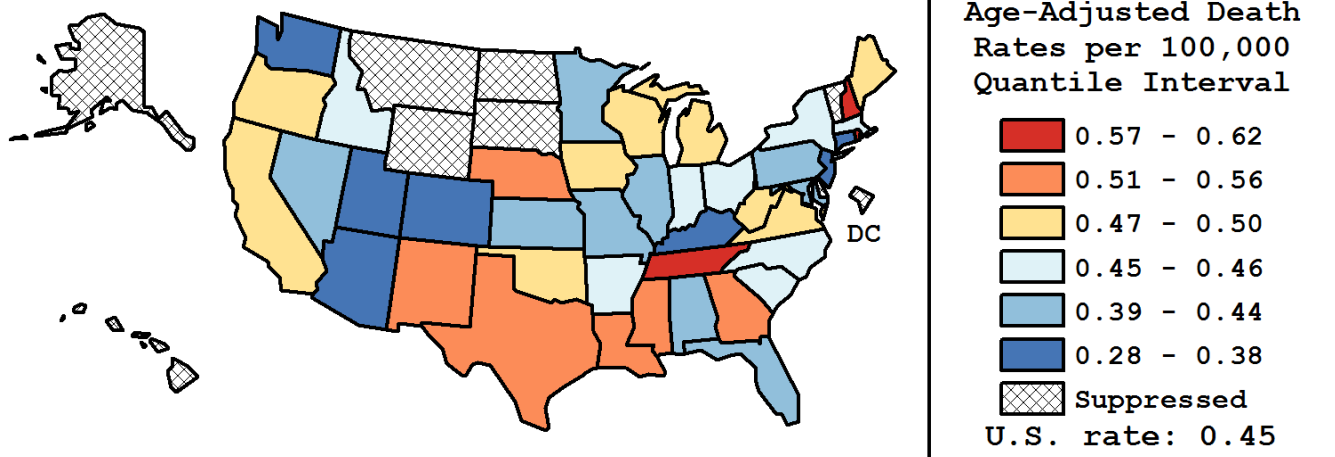 Age-Adjusted Death
Rates per 100,000
Quantile Interval
0.57 - 0.62
0.51 - 0.56
0.47 - 0.50
0.45 - 0.46
0.39 - 0.44
0.28 - 0.38
Suppressed
U.S. rate: 0.45
DC